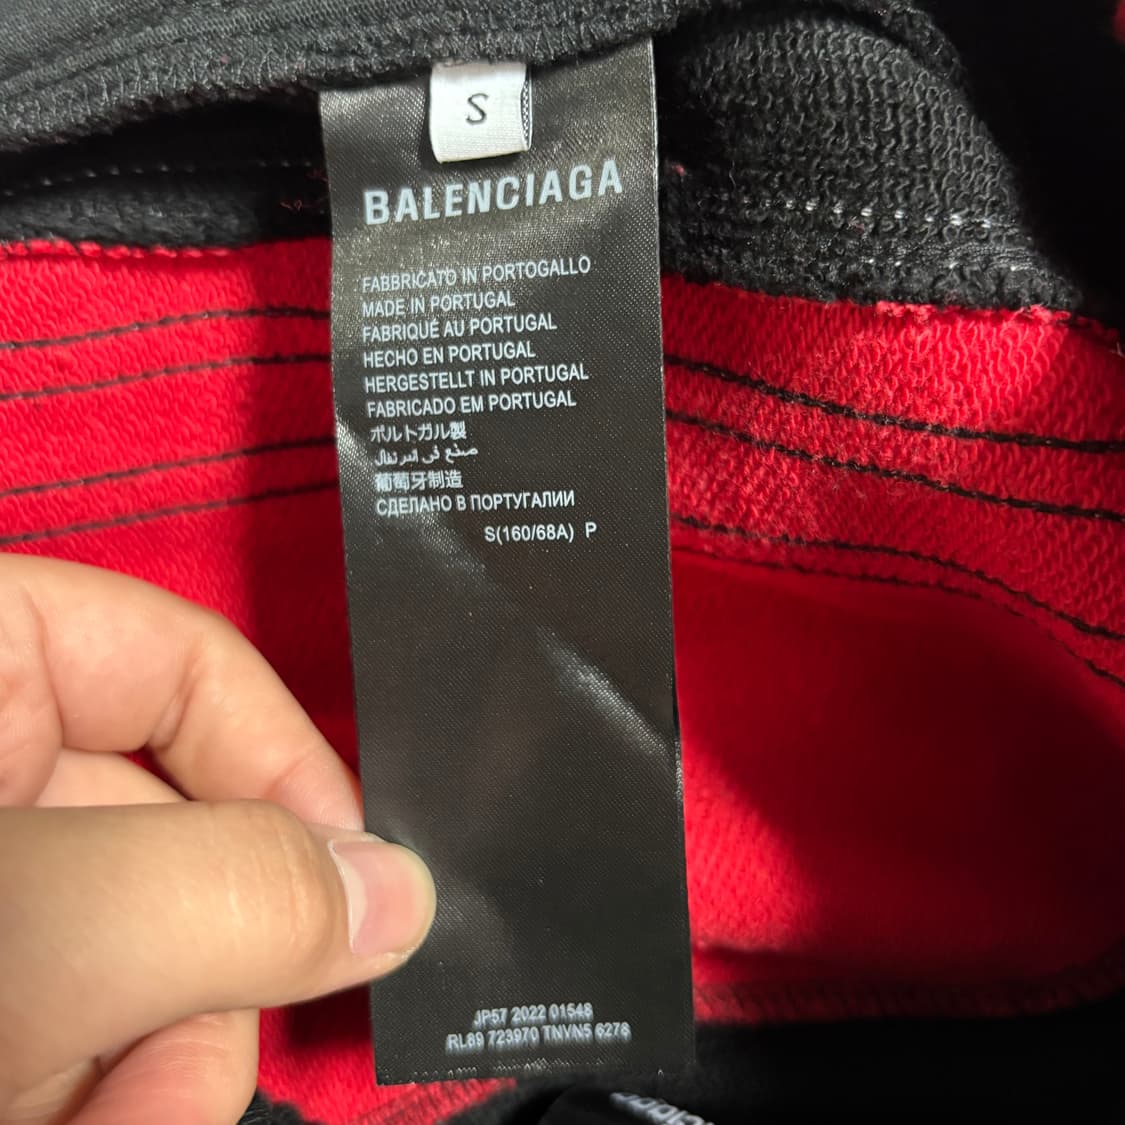 S
BALENCIAGA
FABBRICATO IN PORTOGALLO
MADE IN PORTUGAL
FABRIQUÉ AU PORTUGAL
HECHO EN PORTUGAL
HERGESTELLT IN PORTUGAL
FABRICADO EM PORTUGAL
ポルトガル製
صنع في البرتغال
葡萄牙制造
СДЕЛАНО В ПОРТУГАЛИИ
S(160/68A) P
JP57 2022 01548
RL89 723970 TNVN5 6278